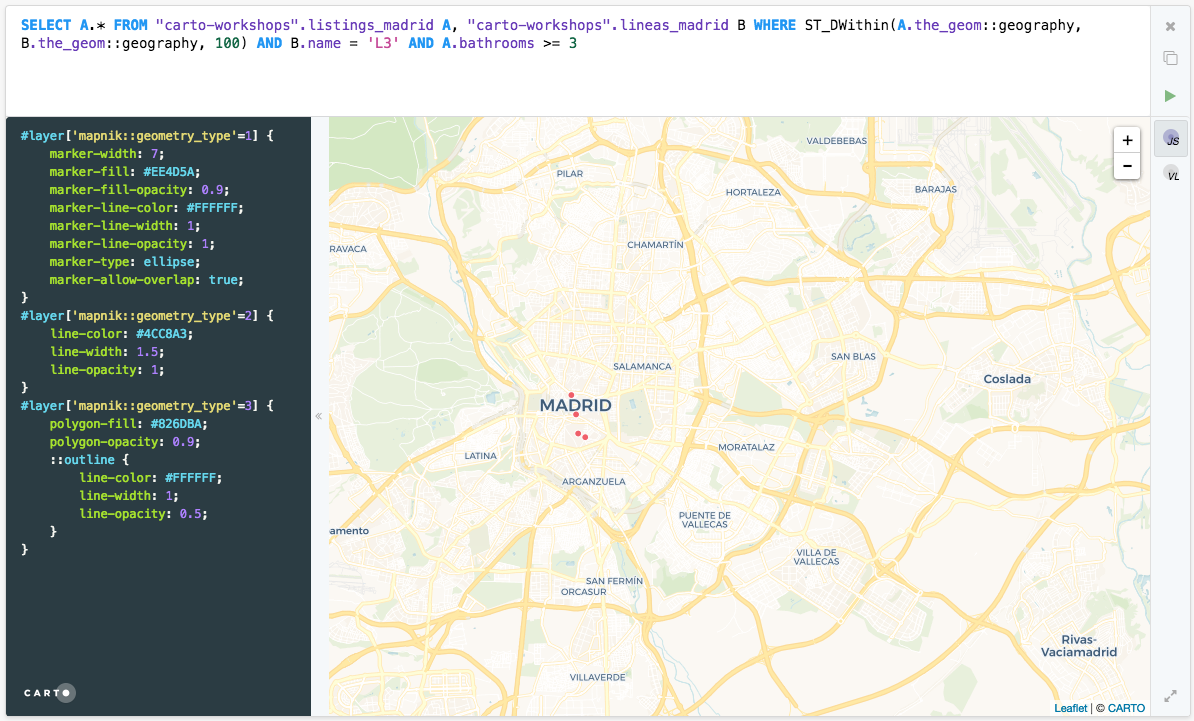 SELECT A.* FROM "carto-workshops".listings_madrid A, "carto-workshops".lineas_madrid B WHERE ST_DWithin(A.the_geom::geography,
B.the_geom::geography, 100) AND B.name = 'L3' AND A.bathrooms >= 3
#layer['mapnik::geometry_type'=1] {
marker-width: 7;
marker-fill: #EE4D5A;
marker-fill-opacity: 0.9;
marker-line-color: #FFFFFF;
marker-line-width: 1;
marker-line-opacity: 1;
marker-type: ellipse;
marker-allow-overlap: true;
}
#layer['mapnik::geometry_type'=2] {
line-color: #4CC8A3;
line-width: 1.5;
line-opacity: 1;
}
#layer['mapnik::geometry_type'=3] {
polygon-fill: #826DBA;
polygon-opacity: 0.9;
::outline {
line-color: #FFFFFF;
line-width: 1;
line-opacity: 0.5;
}
}
CARTO
«
VALDEBEBAS
PILAR
HORTALEZA
BARAJAS
CHAMARTÍN
RAVACA
SAN BLAS
SALAMANCA
Coslada
MADRID
MORATALAZ
LATINA
ARGANZUELA
PUENTE DE
VALLECAS
amento
VILLA DE
VALLECAS
SAN FERMÍN
ORCASUR
Rivas-
Vaciamadrid
VILLAVERDE
+
−
JS
VL
Leaflet | © CARTO